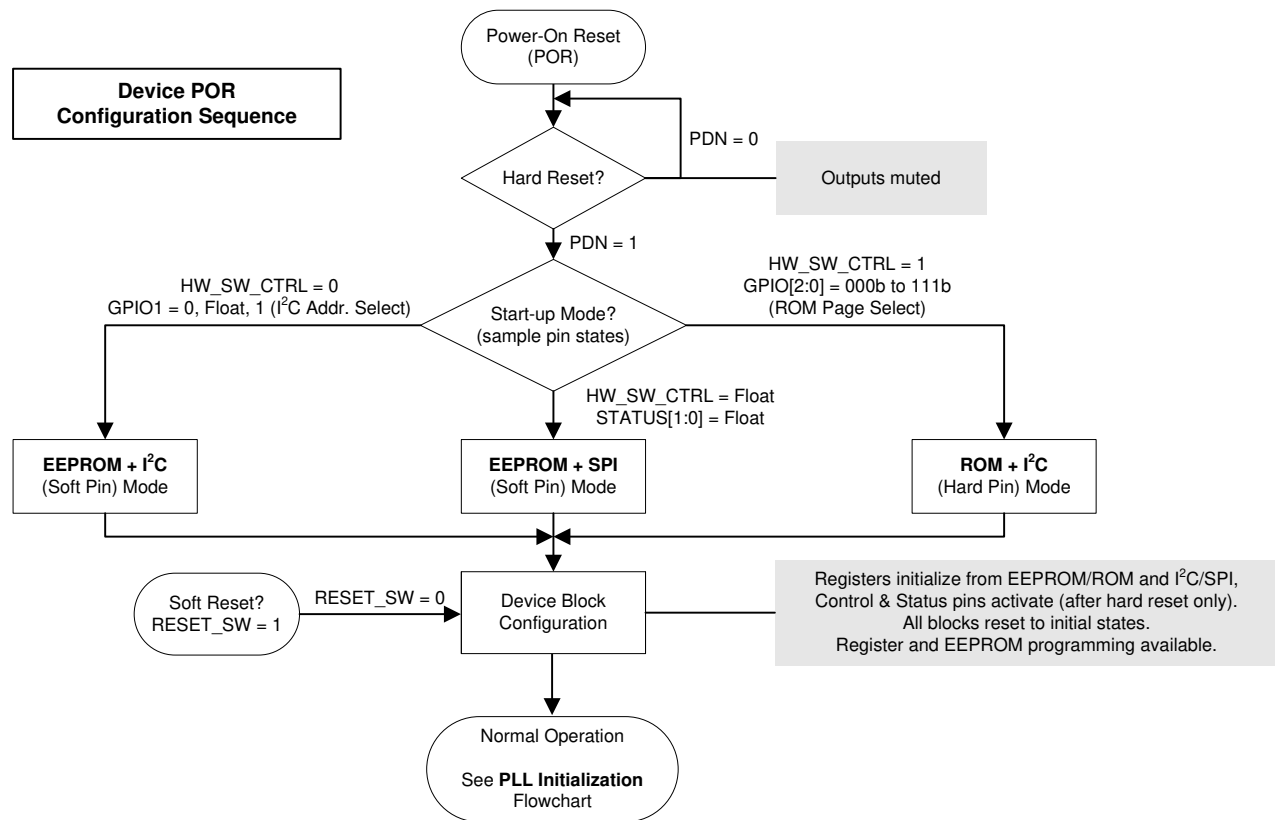 Power-On Reset
(POR)
Device POR
Configuration Sequence
PDN = 0
Hard Reset?
Outputs muted
PDN = 1
HW_SW_CTRL = 0
GPIO1 = 0, Float, 1 (I²C Addr. Select)
HW_SW_CTRL = 1
GPIO[2:0] = 000b to 111b
(ROM Page Select)
Start-up Mode?
(sample pin states)
HW_SW_CTRL = Float
STATUS[1:0] = Float
EEPROM + I²C
(Soft Pin) Mode
EEPROM + SPI
(Soft Pin) Mode
ROM + I²C
(Hard Pin) Mode
Soft Reset?
RESET_SW = 1
RESET_SW = 0
Device Block
Configuration
Registers initialize from EEPROM/ROM and I²C/SPI,
Control & Status pins activate (after hard reset only).
All blocks reset to initial states.
Register and EEPROM programming available.
Normal Operation
See PLL Initialization
Flowchart